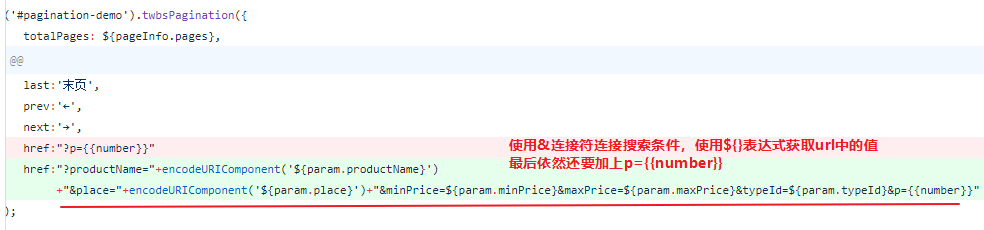 ('#pagination-demo').twbsPagination({
totalPages: ${pageInfo.pages},
@@
last:'末页',
prev:'←',
next:'→',
href:"?p={{number}}"
使用&连接符连接搜索条件，使用${}表达式获取url中的值
最后依然还要加上p={{number}}
href:"?productName="+encodeURIComponent('${param.productName}')
+"&place="+encodeURIComponent('${param.place}')+"&minPrice=${param.minPrice}&maxPrice=${param.maxPrice}&typeId=${param.typeId}&p={{number}}"
);